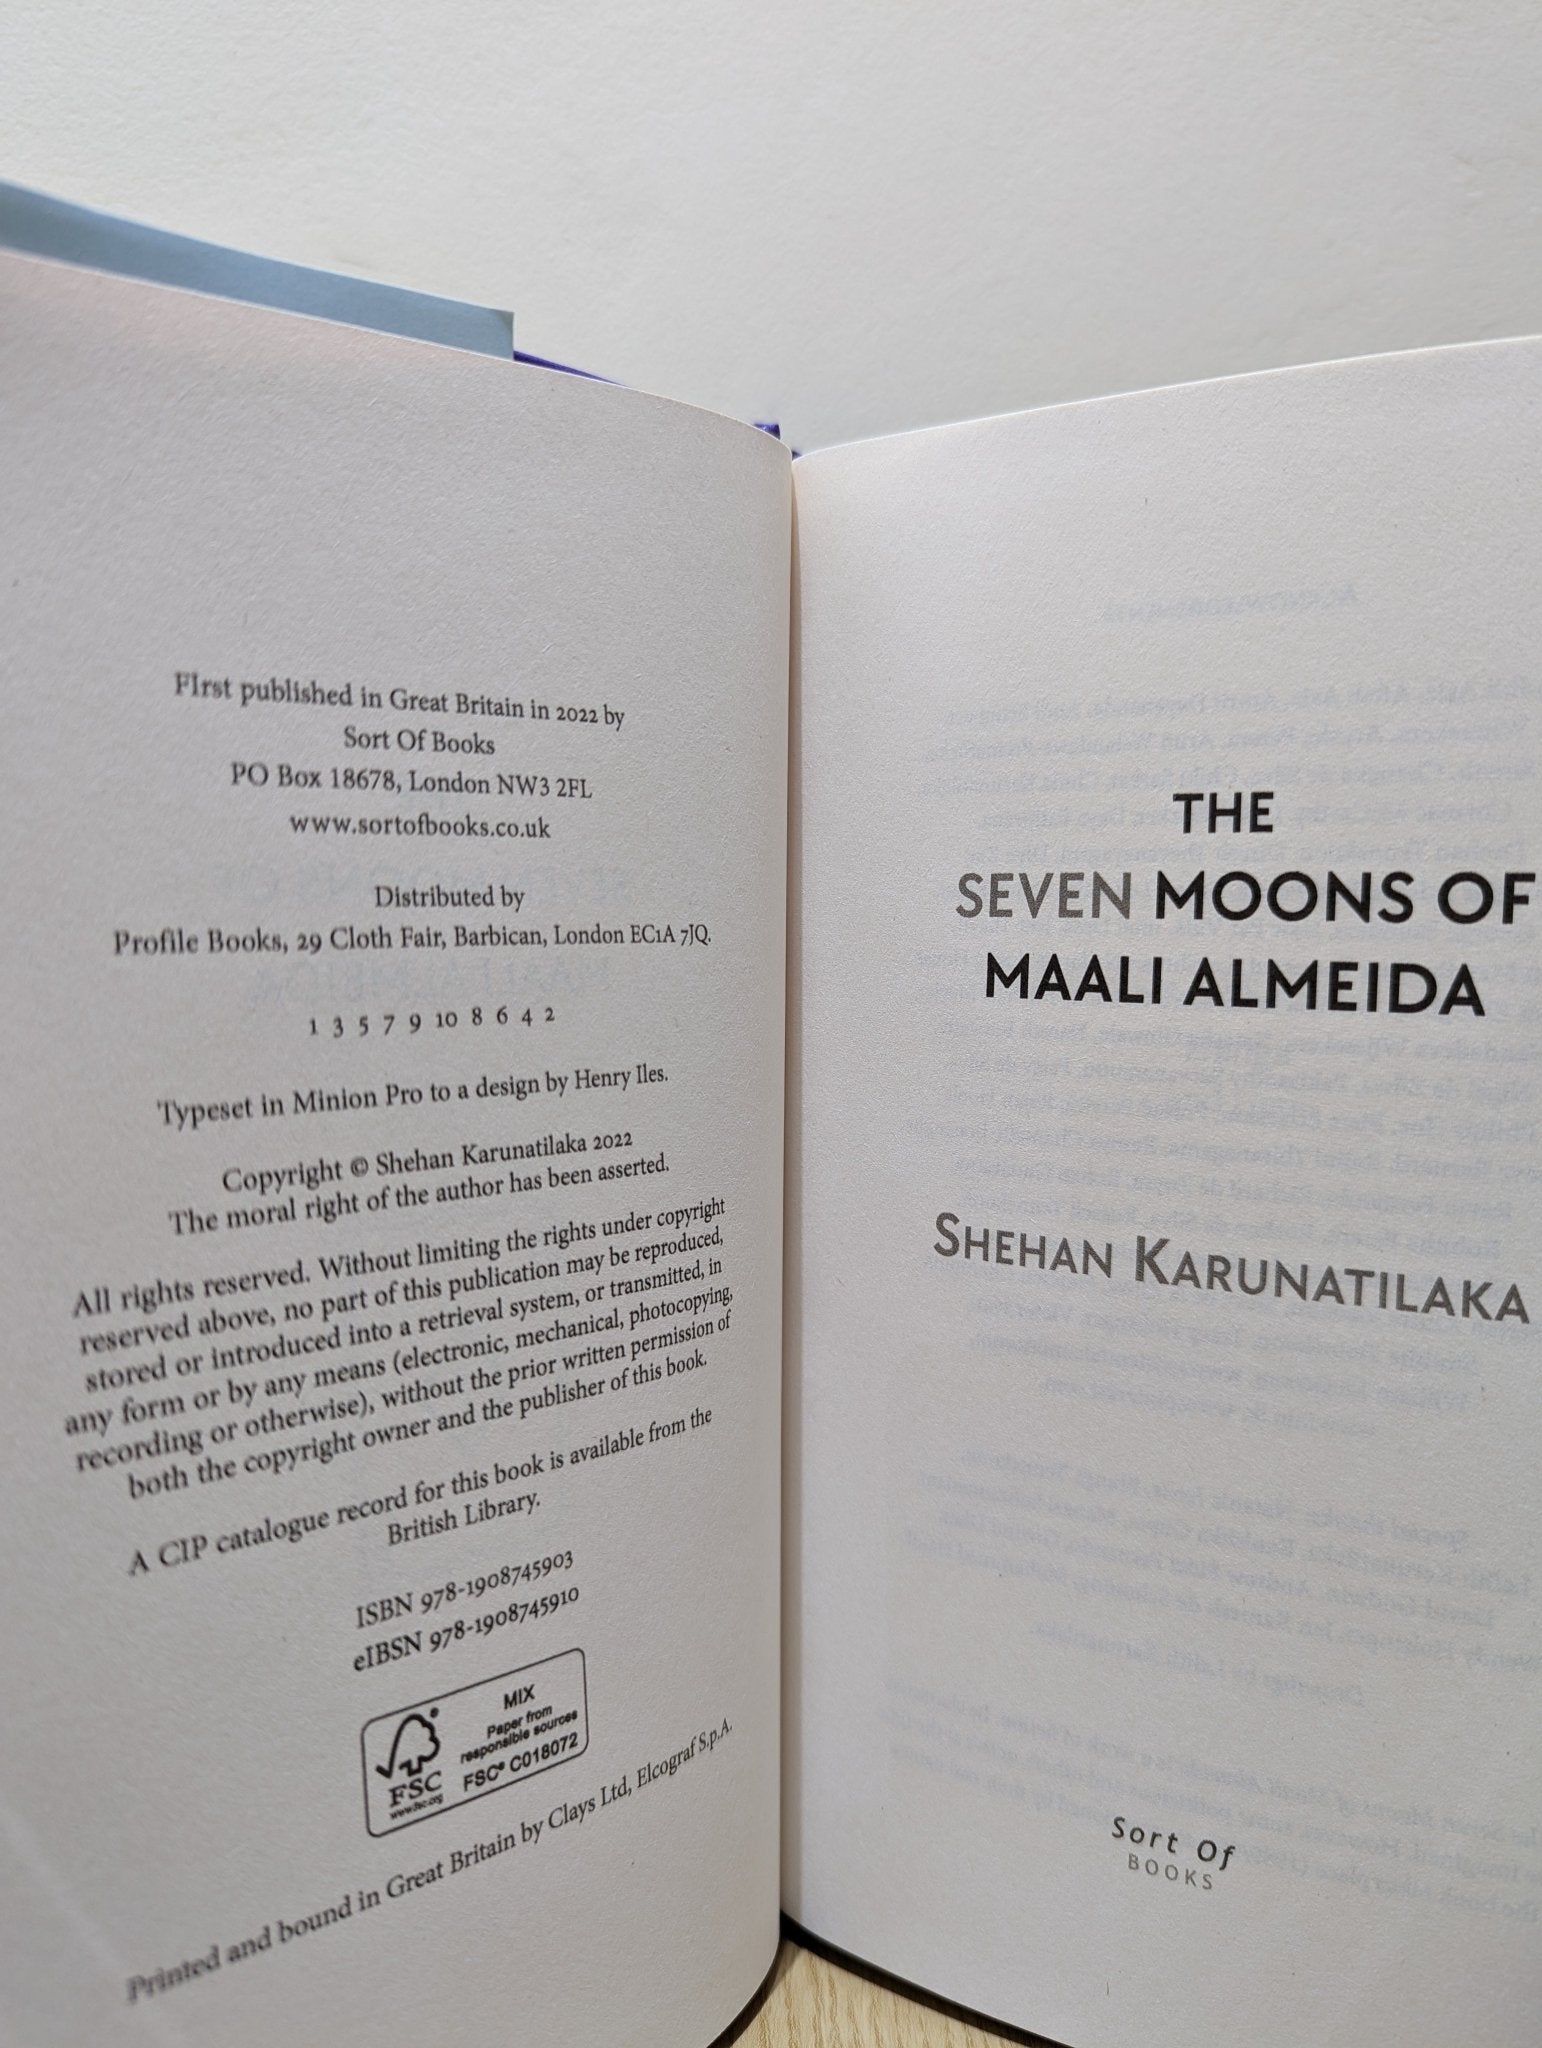 FIrst published in Great Britain in 2022 by
Sort Of Books
PO Box 18678, London NW3 2FL
www.sortofbooks.co.uk
Distributed by
Profile Books, 29 Cloth Fair, Barbican, London EC1A 7JQ.
1 3 5 7 9 10 8 6 4 2
Typeset in Minion Pro to a design by Henry Iles.
Copyright © Shehan Karunatilaka 2022
The moral right of the author has been asserted.
All rights reserved. Without limiting the rights under copyright
reserved above, no part of this publication may be reproduced,
stored or introduced into a retrieval system, or transmitted, in
any form or by any means (electronic, mechanical, photocopying,
recording or otherwise), without the prior written permission of
both the copyright owner and the publisher of this book.
A CIP catalogue record for this book is available from the
British Library.
ISBN 978-1908745903
eIBSN 978-1908745910
FSC
www.fsc.org
MIX
Paper from
responsible sources
FSC® C018072
Printed and bound in Great Britain by Clays Ltd, Elcograf S.p.A.
THE
SEVEN MOONS OF
MAALI ALMEIDA
SHEHAN KARUNATILAKA
Sort Of
BOOKS